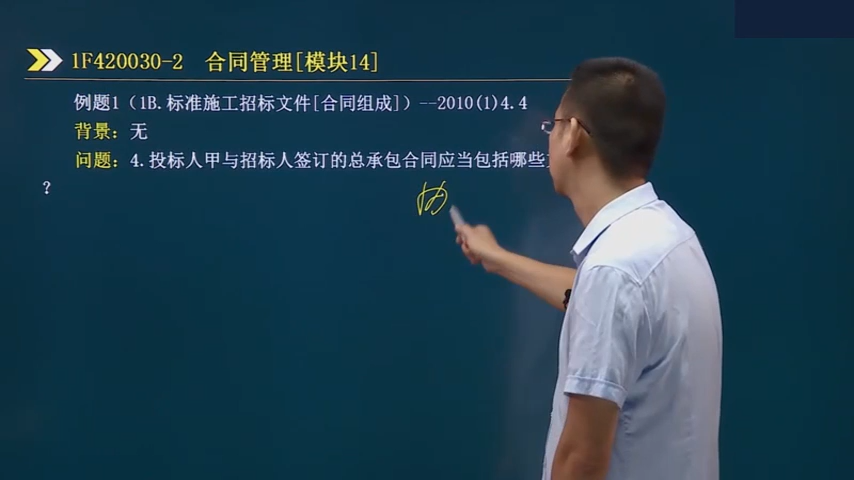 1F420030-2 合同管理[模块14]
例题1（1B.标准施工招标文件[合同组成]）--2010(1)4.4
背景：无
问题：4.投标人甲与招标人签订的总承包合同应当包括哪些
？
协